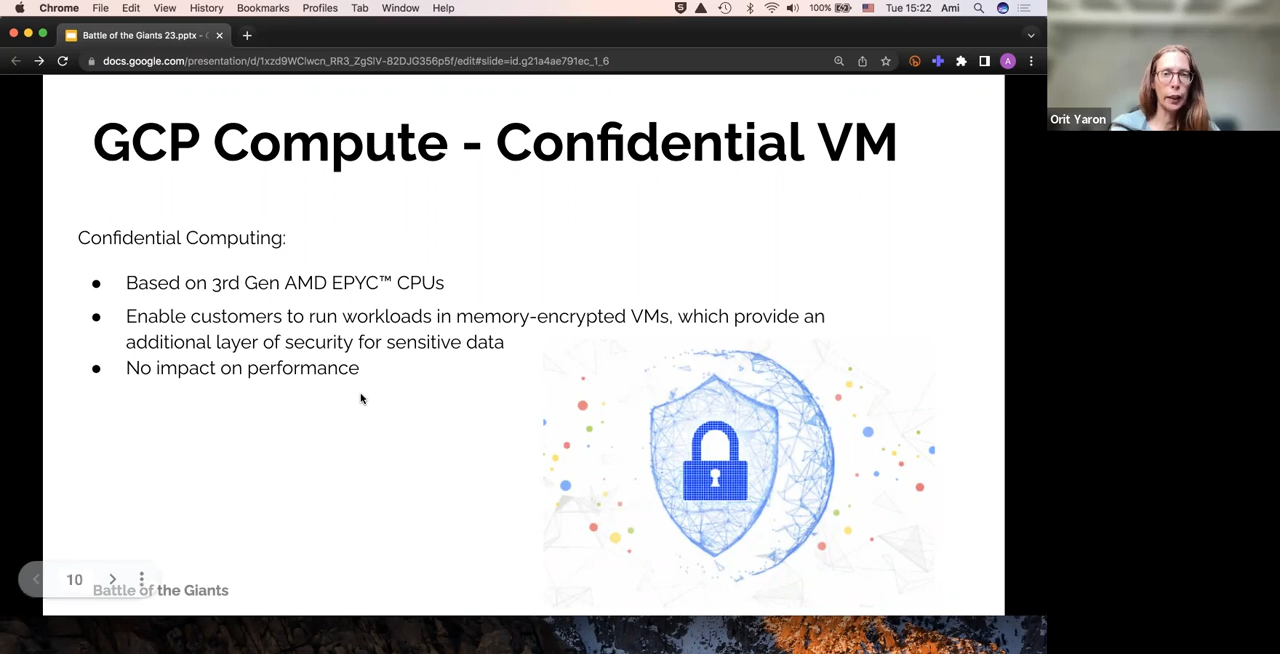 Chrome File Edit View History Bookmarks Profiles Tab Window Help 100% Tue 15:22 Ami
Battle of the Giants 23.pptx -
docs.google.com/presentation/d/1xzd9WClwcn_RR3_ZgSlV-82DJG356p5f/edit#slide=id.g21a4ae791ec_1_6
A
Orit Yaron
GCP Compute - Confidential VM
Confidential Computing:
● Based on 3rd Gen AMD EPYC™ CPUs
● Enable customers to run workloads in memory-encrypted VMs, which provide an
additional layer of security for sensitive data
● No impact on performance
10
Battle of the Giants